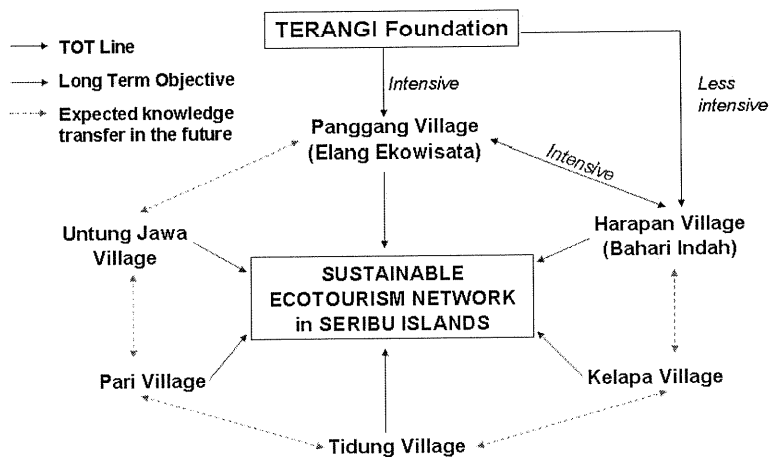 TERANGI Foundation
TOT Line
Long Term Objective
Expected knowledge
transfer in the future
Intensive
Less
intensive
Panggang Village
(Elang Ekowisata)
Intensive
Untung Jawa
Village
Harapan Village
(Bahari Indah)
SUSTAINABLE
ECOTOURISM NETWORK
in SERIBU ISLANDS
Pari Village
Kelapa Village
Tidung Village